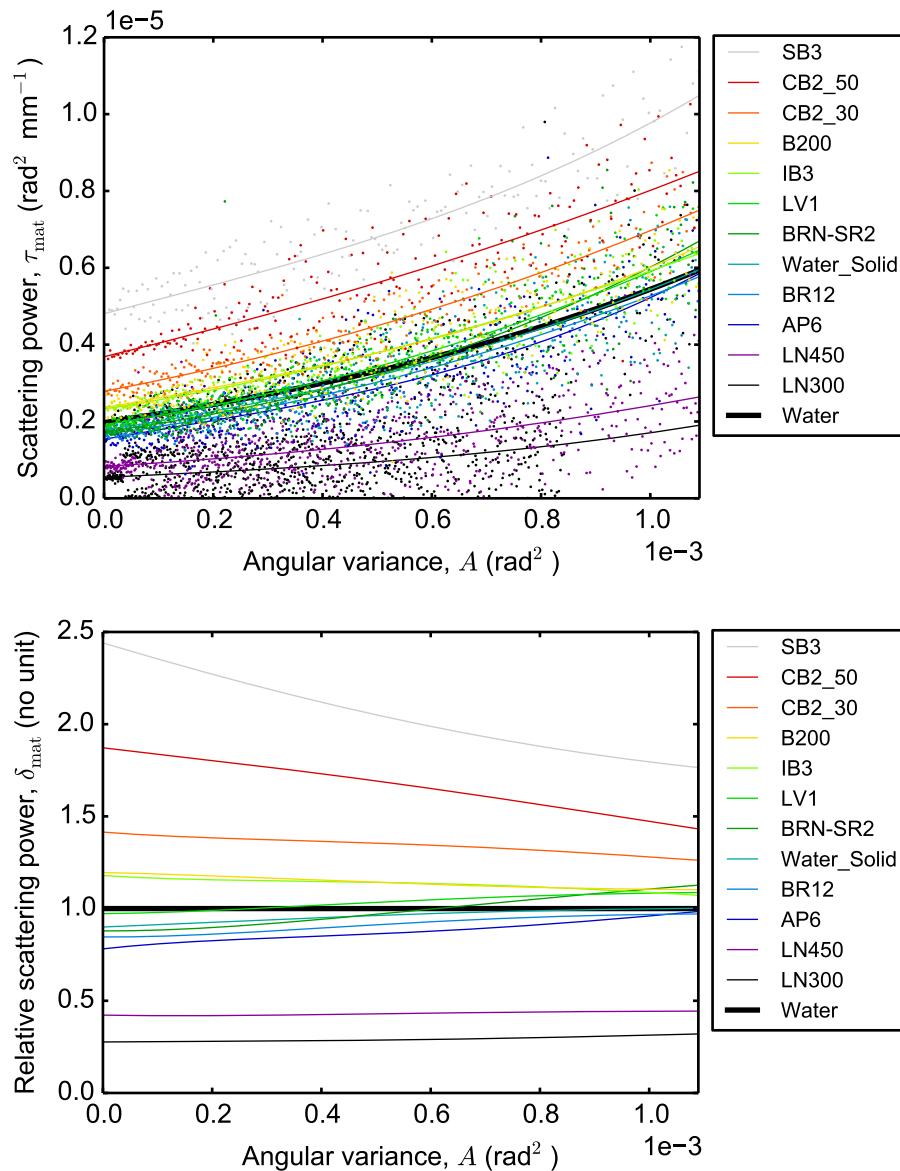 1e-5
1.2
1.0
0.8
0.6
0.4
0.2
0.0
Scattering power, τmat (rad² mm⁻¹)
0.0 0.2 0.4 0.6 0.8 1.0
1e-3
Angular variance, A (rad² )
SB3
CB2_50
CB2_30
B200
IB3
LV1
BRN-SR2
Water_Solid
BR12
AP6
LN450
LN300
Water
2.5
2.0
1.5
1.0
0.5
0.0
Relative scattering power, δmat (no unit)
0.0 0.2 0.4 0.6 0.8 1.0
1e-3
Angular variance, A (rad² )
SB3
CB2_50
CB2_30
B200
IB3
LV1
BRN-SR2
Water_Solid
BR12
AP6
LN450
LN300
Water